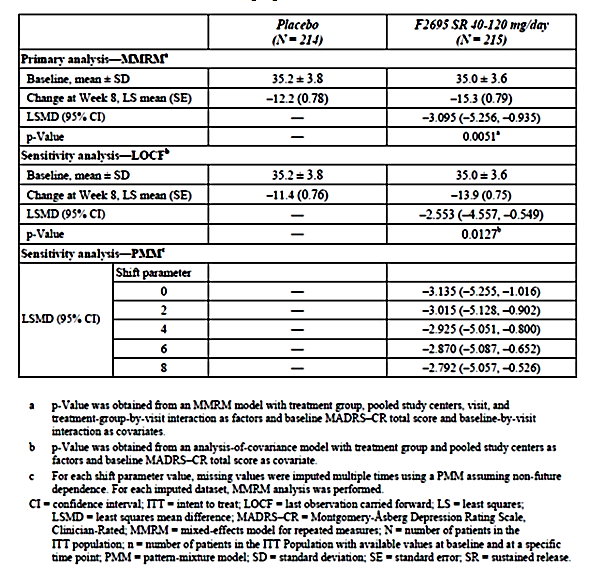 Placebo F2695 SR 40-120 mg/day
(N = 214) (N = 215)
Primary analysis—MMRMa
Baseline, mean ± SD 35.2 ± 3.8 35.0 ± 3.6
Change at Week 8, LS mean (SE) −12.2 (0.78) −15.3 (0.79)
LSMD (95% CI) — −3.095 (−5.256, −0.935)
p-Value — 0.0051a
Sensitivity analysis—LOCFb
Baseline, mean ± SD 35.2 ± 3.8 35.0 ± 3.6
Change at Week 8, LS mean (SE) −11.4 (0.76) −13.9 (0.75)
LSMD (95% CI) — −2.553 (−4.557, −0.549)
p-Value — 0.0127b
Sensitivity analysis—PMMc
Shift parameter
LSMD (95% CI)
0 — −3.135 (−5.255, −1.016)
2 — −3.015 (−5.128, −0.902)
4 — −2.925 (−5.051, −0.800)
6 — −2.870 (−5.087, −0.652)
8 — −2.792 (−5.057, −0.526)
a p-Value was obtained from an MMRM model with treatment group, pooled study centers, visit, and
treatment-group-by-visit interaction as factors and baseline MADRS–CR total score and baseline-by-visit
interaction as covariates.
b p-Value was obtained from an analysis-of-covariance model with treatment group and pooled study centers as
factors and baseline MADRS–CR total score as covariate.
c For each shift parameter value, missing values were imputed multiple times using a PMM assuming non-future
dependence. For each imputed dataset, MMRM analysis was performed.
CI = confidence interval; ITT = intent to treat; LOCF = last observation carried forward; LS = least squares;
LSMD = least squares mean difference; MADRS–CR = Montgomery-Åsberg Depression Rating Scale,
Clinician-Rated; MMRM = mixed-effects model for repeated measures; N = number of patients in the
ITT population; n = number of patients in the ITT Population with available values at baseline and at a specific
time point; PMM = pattern-mixture model; SD = standard deviation; SE = standard error; SR = sustained release.